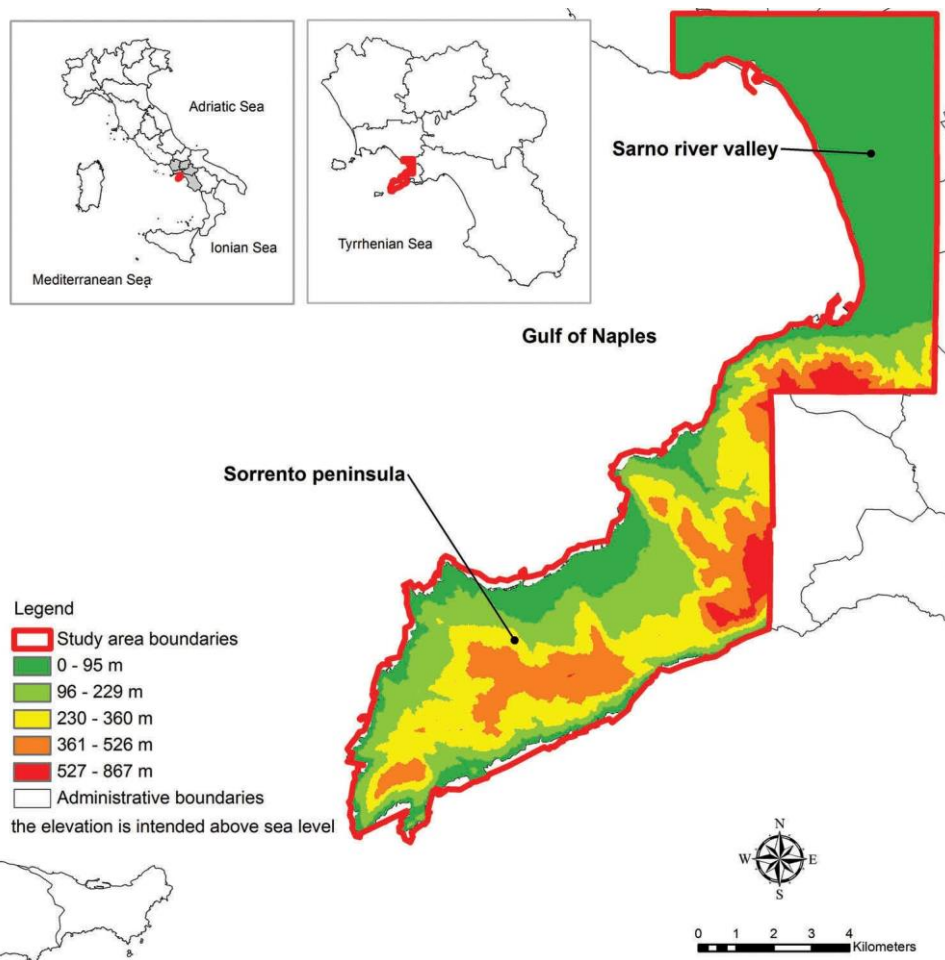 Adriatic Sea
Ionian Sea
Mediterranean Sea
Tyrrhenian Sea
Sarno river valley
Gulf of Naples
Sorrento peninsula
Legend
Study area boundaries
0 - 95 m
96 - 229 m
230 - 360 m
361 - 526 m
527 - 867 m
Administrative boundaries
the elevation is intended above sea level
N
W E
S
0 1 2 3 4
Kilometers